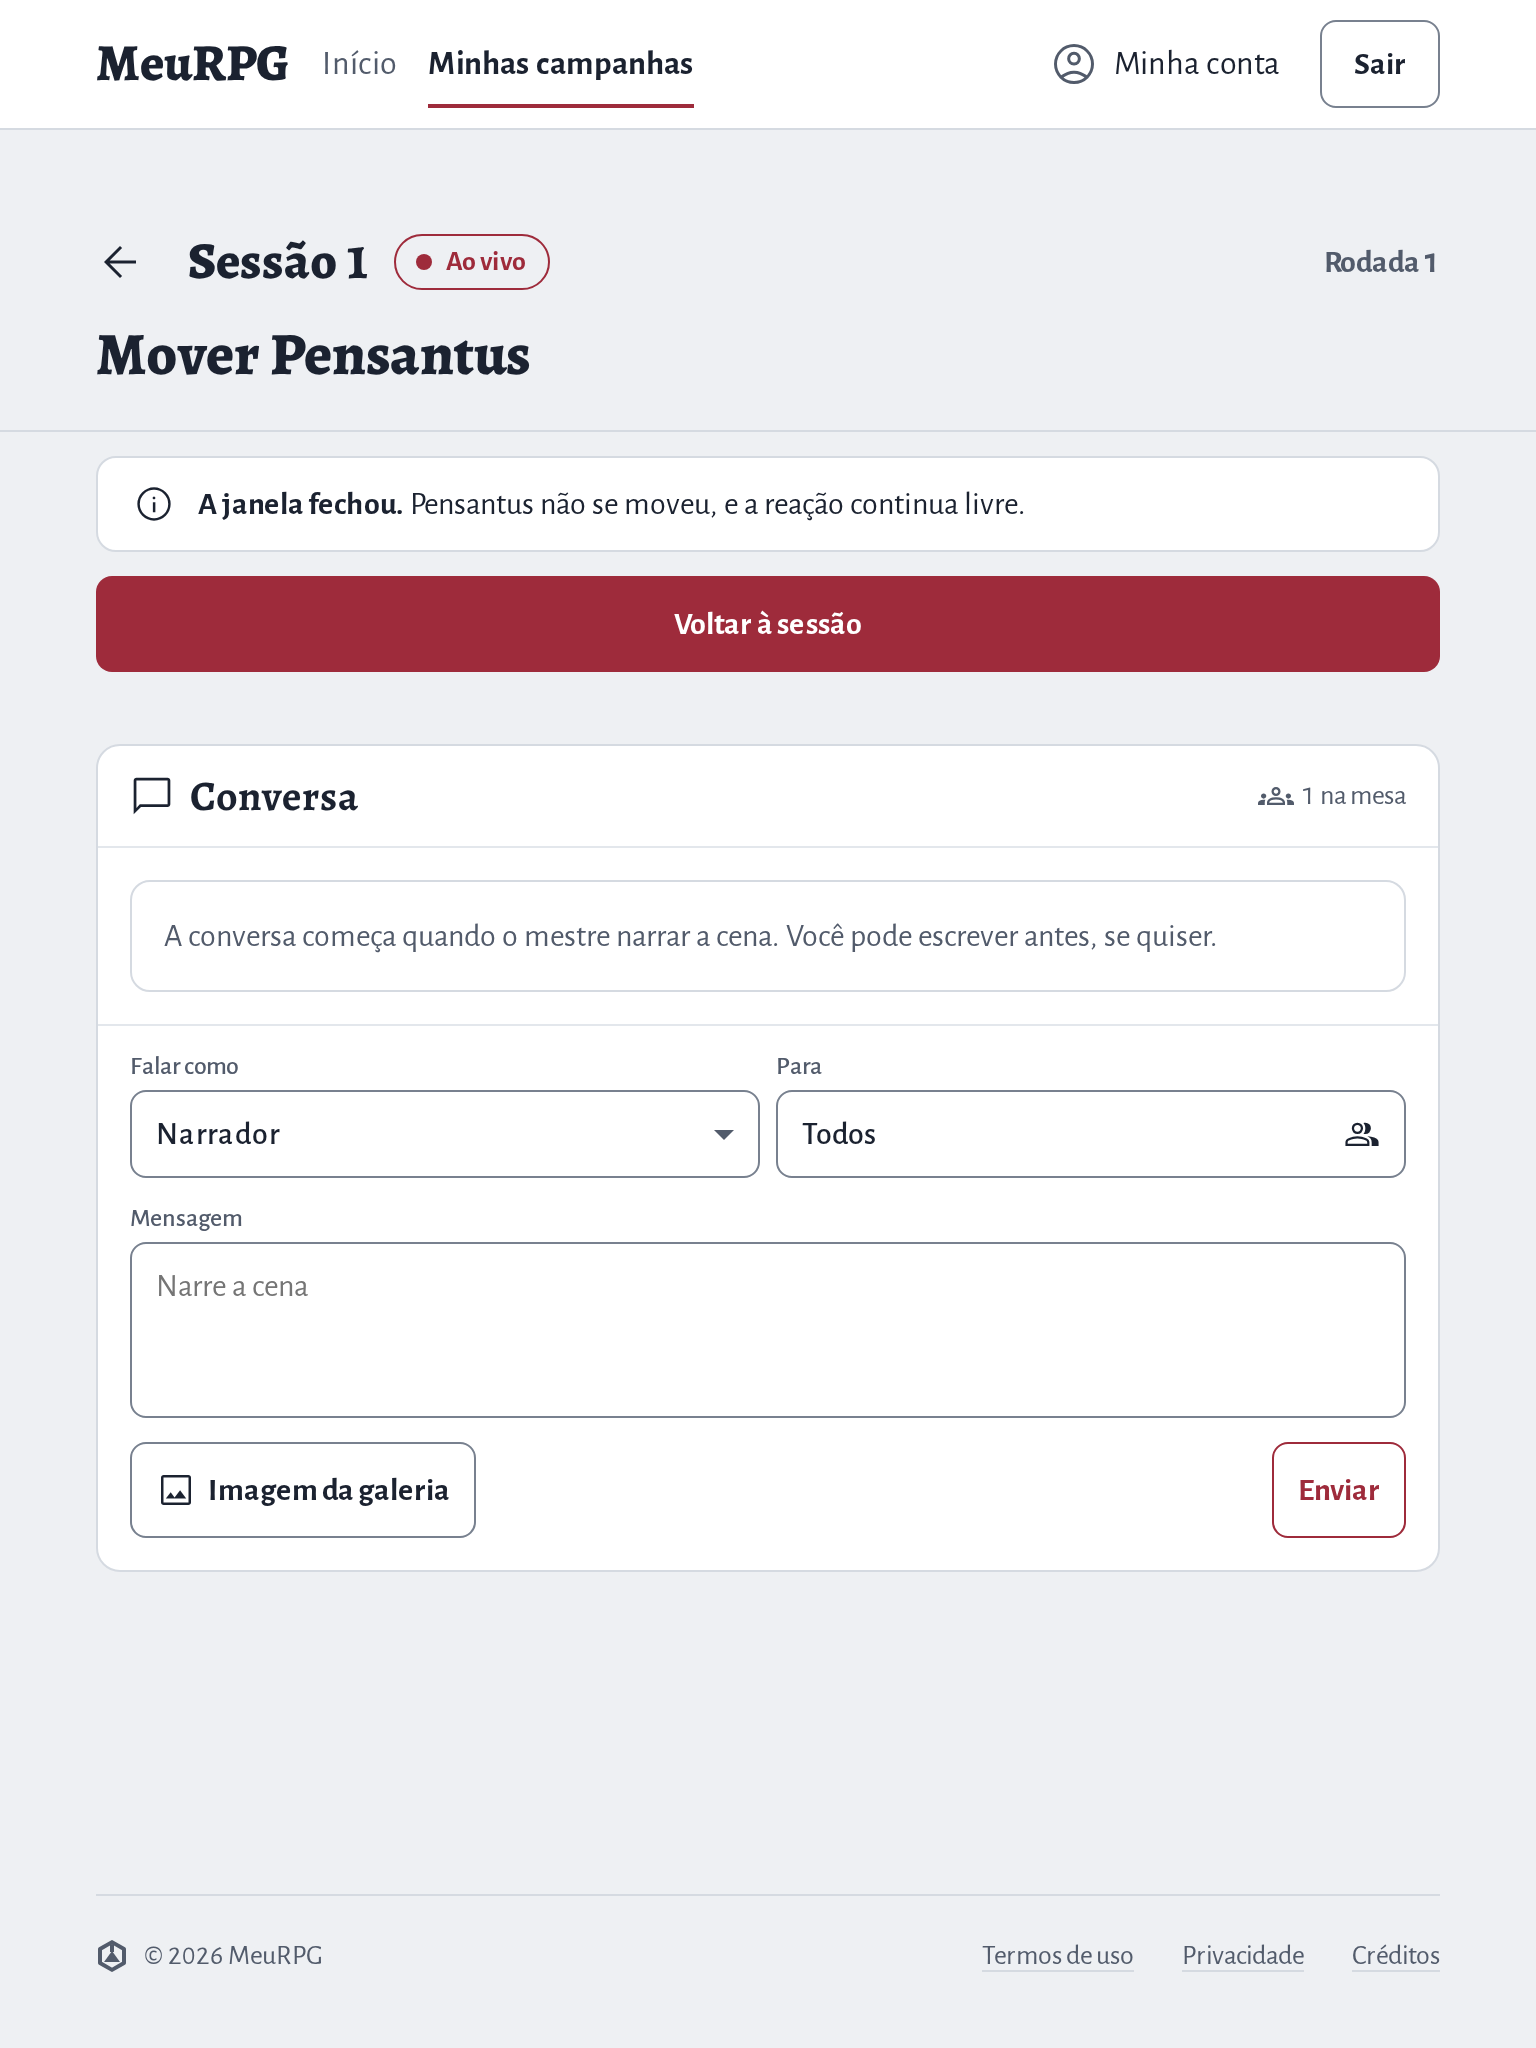 MeuRPG Início Minhas campanhas Minha conta Sair
Sessão 1 Ao vivo Rodada 1
Mover Pensantus
A janela fechou. Pensantus não se moveu, e a reação continua livre.
Voltar à sessão
Conversa 1 na mesa
A conversa começa quando o mestre narrar a cena. Você pode escrever antes, se quiser.
Falar como Para
Narrador Todos
Mensagem
Narre a cena
Imagem da galeria Enviar
© 2026 MeuRPG Termos de uso Privacidade Créditos